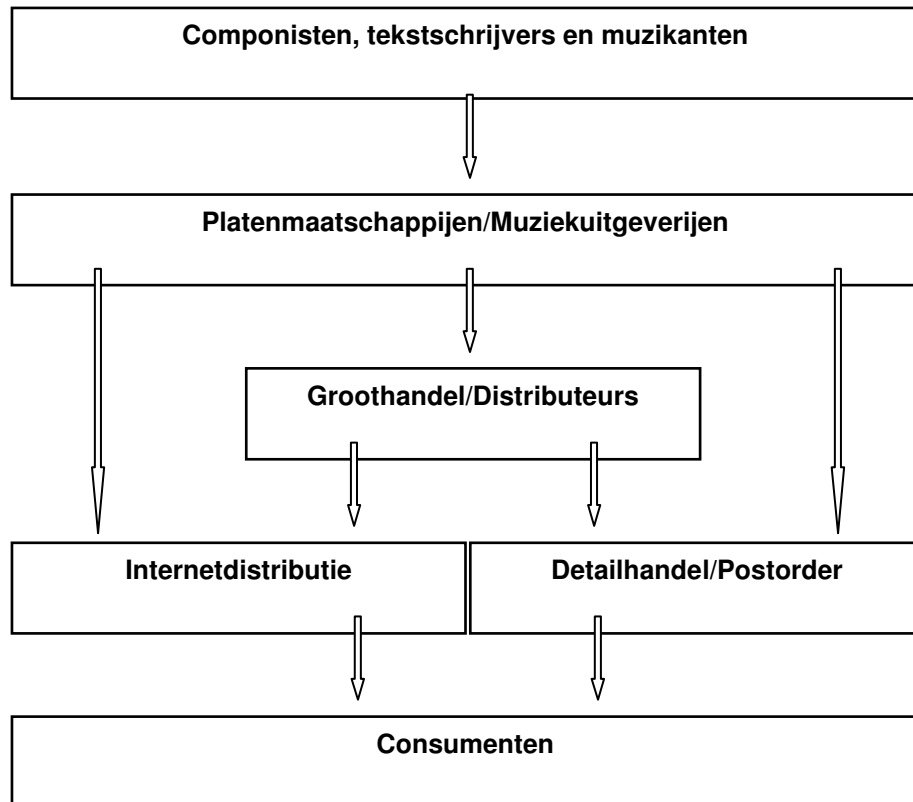 Componisten, tekstschrijvers en muzikanten
Platenmaatschappijen/Muziekuitgeverijen
Groothandel/Distributeurs
Internetdistributie
Detailhandel/Postorder
Consumenten